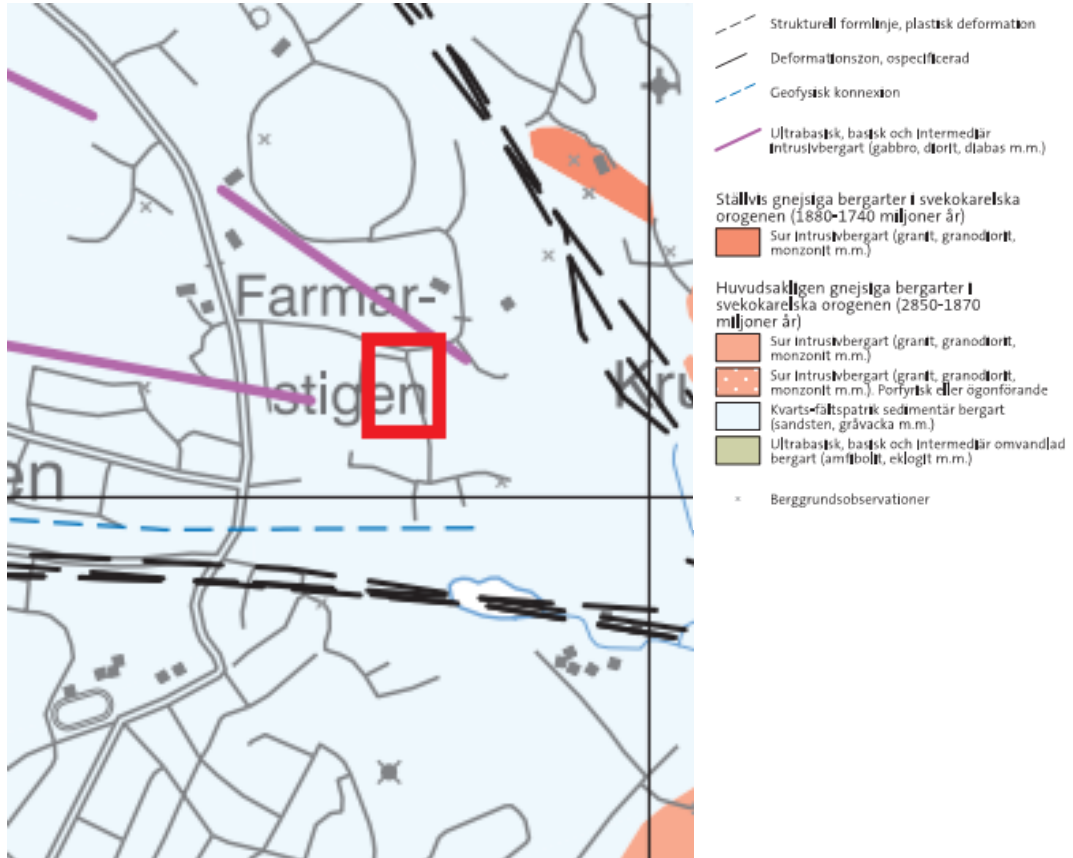 Farmar-
stigen
Kru
en
Strukturell formlinje, plastisk deformation
Deformationszon, ospecificerad
Geofysisk konnexion
Ultrabasisk, basisk och intermediär
intrusivbergart (gabbro, diorit, diabas m.m.)
Ställvis gnejsiga bergarter i svekokarelska
orogenen (1880-1740 miljoner år)
Sur intrusivbergart (granit, granodiorit,
monzonit m.m.)
Huvudsakligen gnejsiga bergarter i
svekokarelska orogenen (2850-1870
miljoner år)
Sur intrusivbergart (granit, granodiorit,
monzonit m.m.)
Sur intrusivbergart (granit, granodiorit,
monzonit m.m.). Porfyrisk eller ögonförande
Kvarts-fältspatrik sedimentär bergart
(sandsten, gråvacka m.m.)
Ultrabasisk, basisk och intermediär omvandlad
bergart (amfibolit, eklogit m.m.)
Berggrundsobservationer